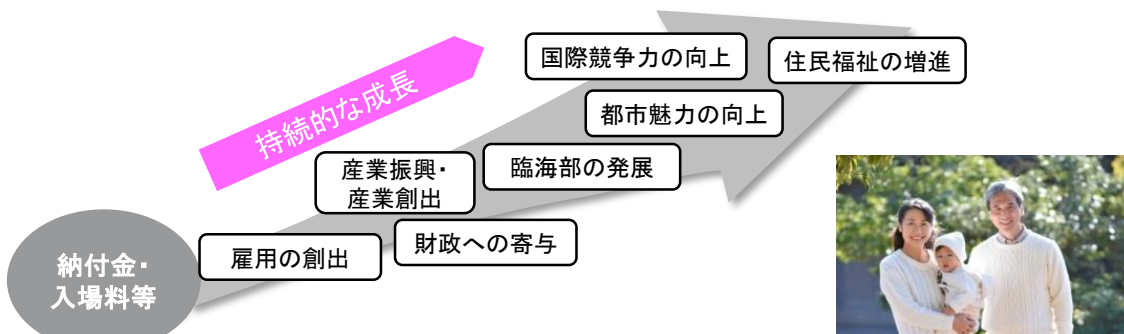 国際競争力の向上
住民福祉の増進
持続的な成長
都市魅力の向上
産業振興・
産業創出
臨海部の発展
雇用の創出
財政への寄与
納付金・
入場料等